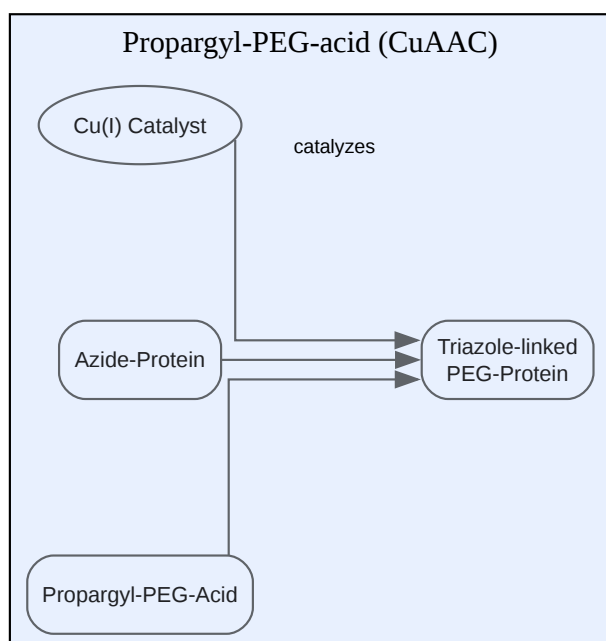 Propargyl-PEG-acid (CuAAC)
Cu(I) Catalyst
catalyzes
Azide-Protein
Triazole-linked
PEG-Protein
Propargyl-PEG-Acid